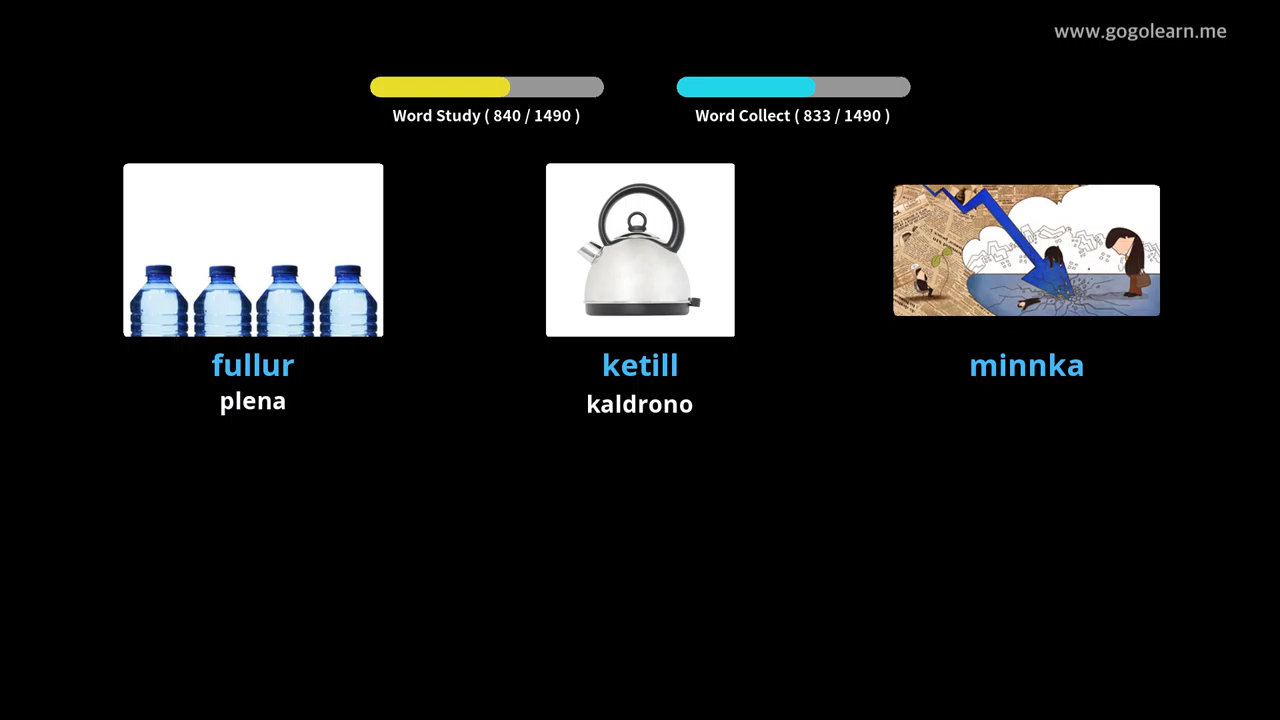 www.gogolearn.me
Word Study ( 840 / 1490 )
Word Collect ( 833 / 1490 )
fullur
plena
ketill
kaldrono
minnka